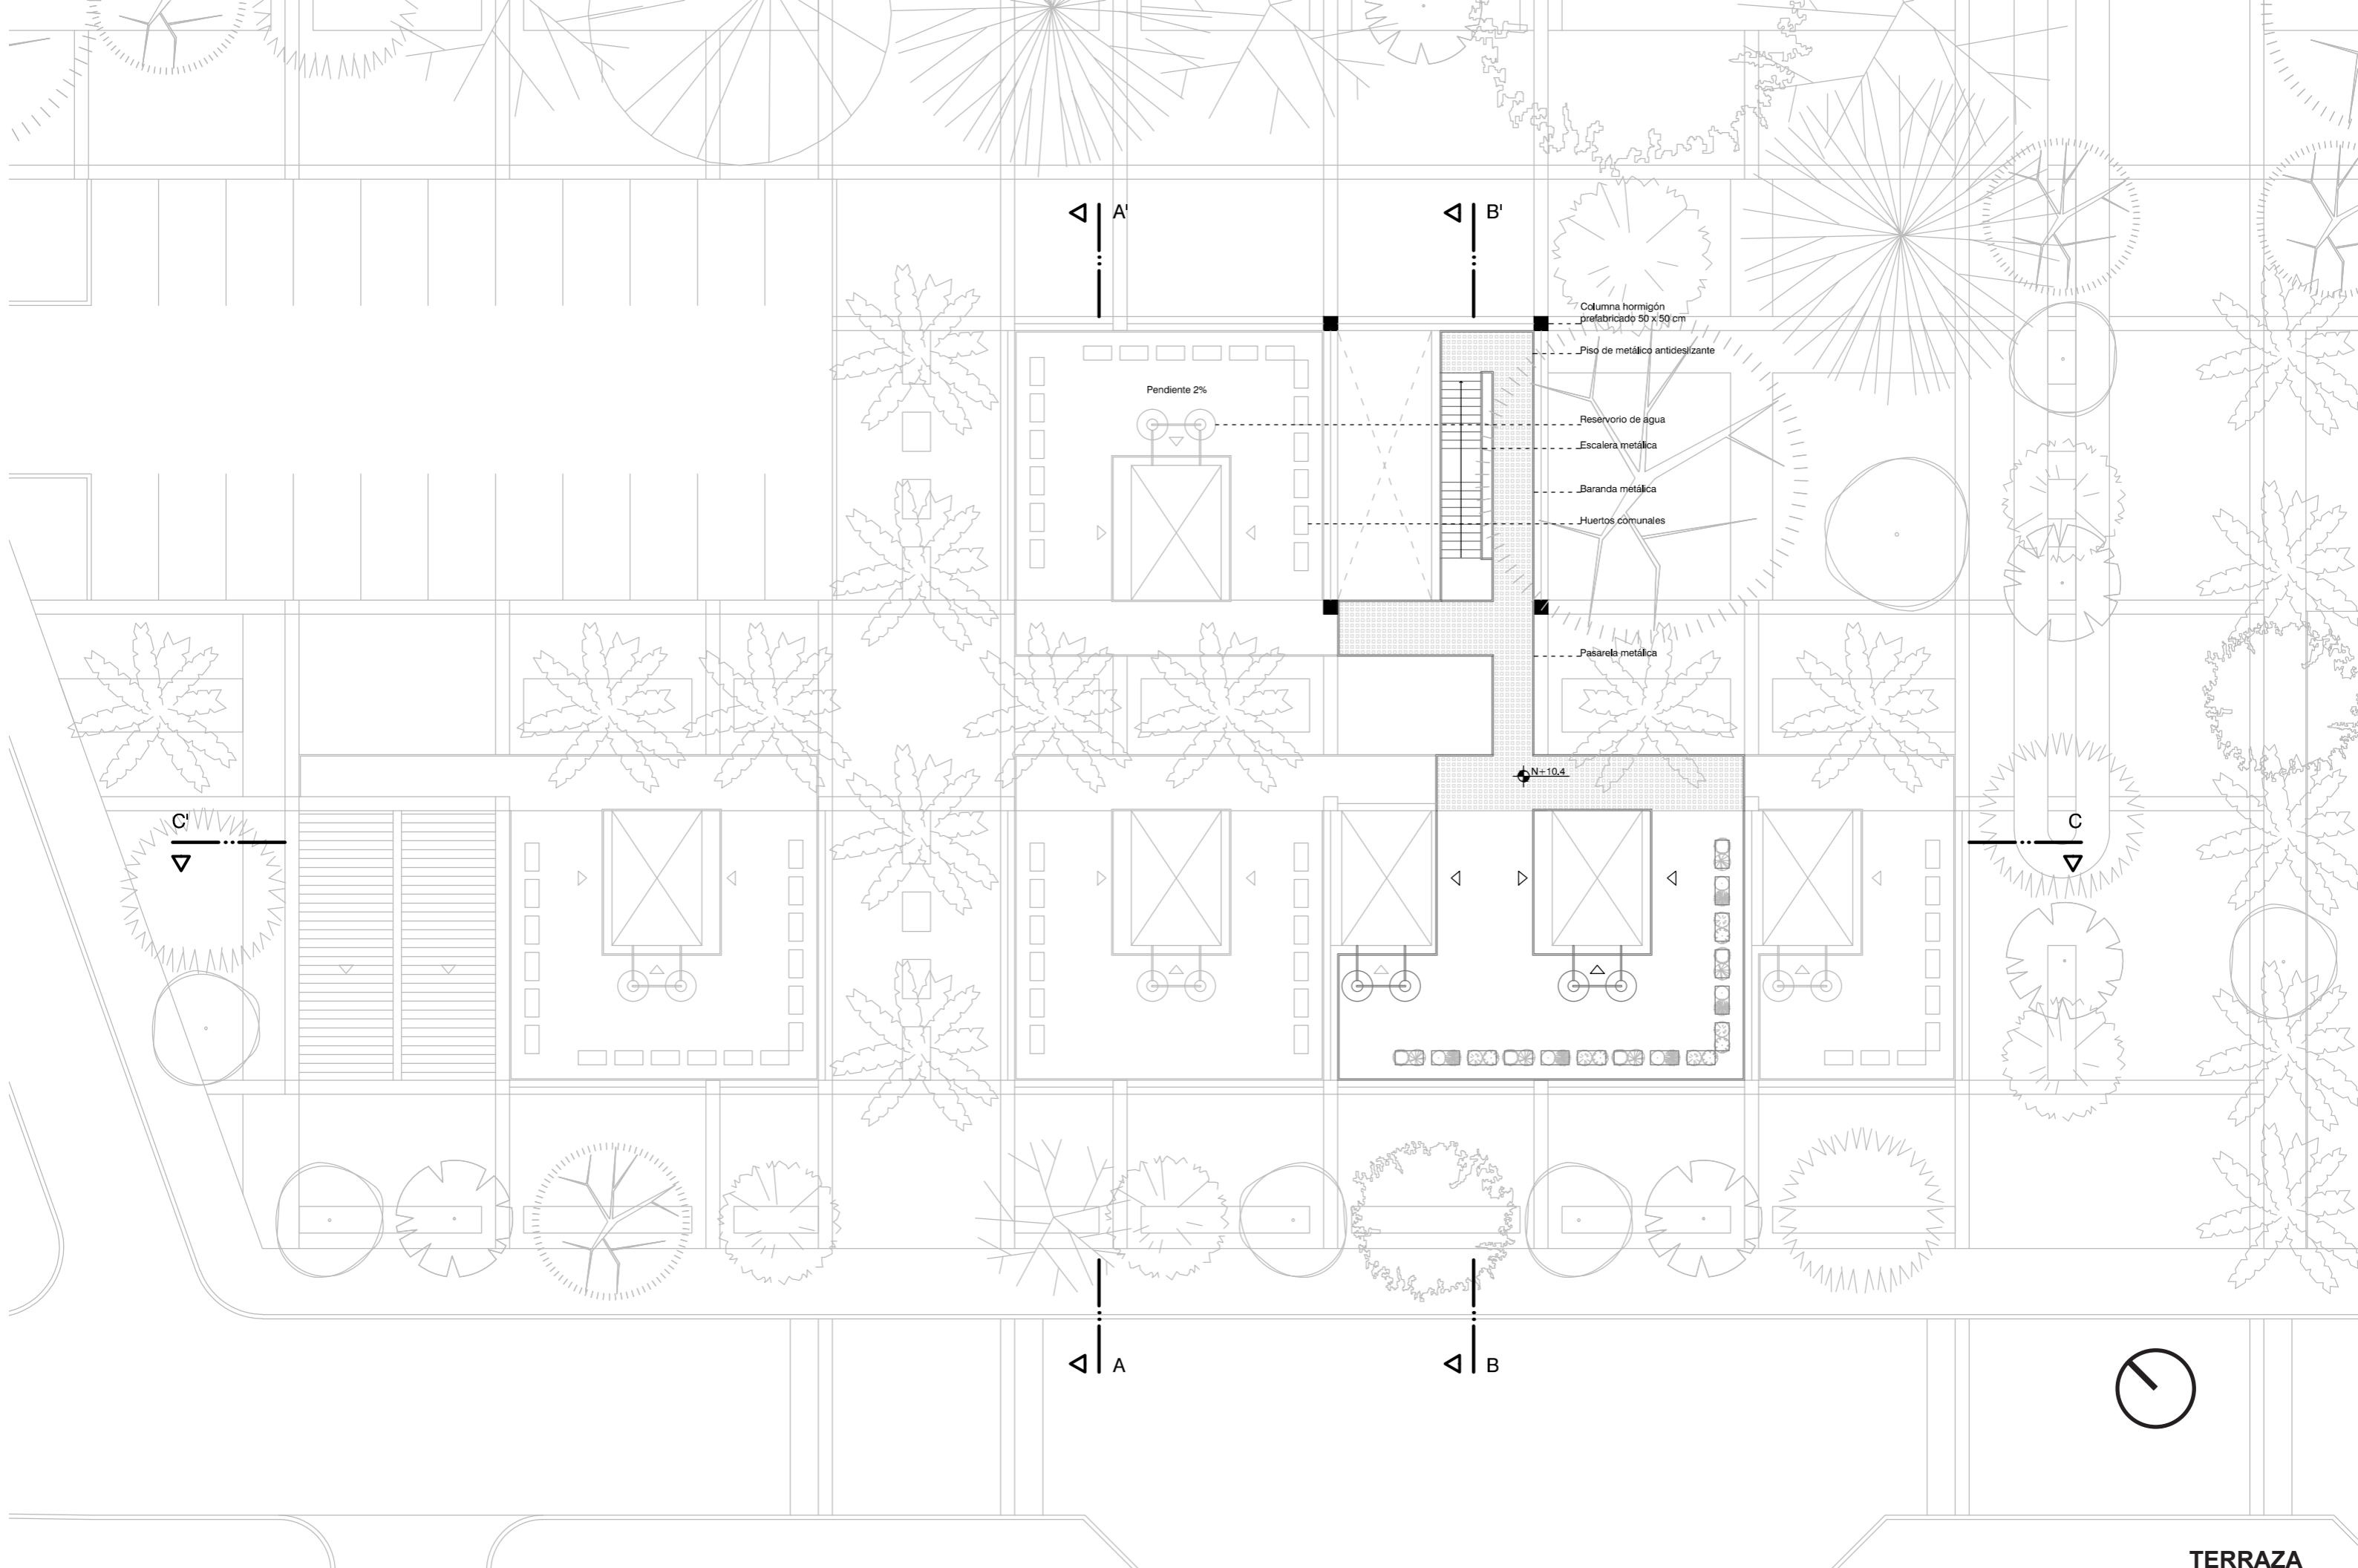 A'
B'
Columna hormigón
prefabricado 50 x 50 cm
Piso de metálico antideslizante
Pendiente 2%
Reservorio de agua
Escalera metálica
Baranda metálica
Huertos comunales
Pasarela metálica
N+10.4
C'
C
A
B
TERRAZA